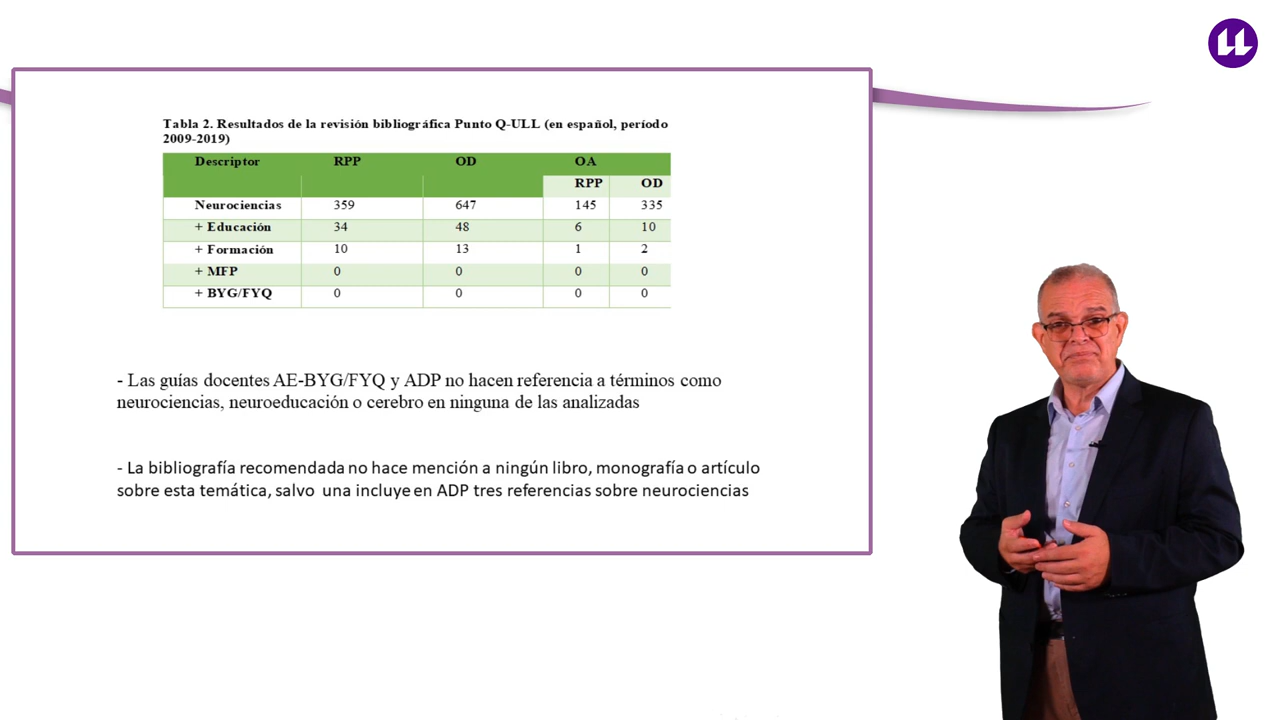 Tabla 2. Resultados de la revisión bibliográfica Punto Q-ULL (en español, período
2009-2019)
Descriptor RPP OD OA
RPP OD
Neurociencias 359 647 145 335
+ Educación 34 48 6 10
+ Formación 10 13 1 2
+ MFP 0 0 0 0
+ BYG/FYQ 0 0 0 0
- Las guías docentes AE-BYG/FYQ y ADP no hacen referencia a términos como
neurociencias, neuroeducación o cerebro en ninguna de las analizadas
- La bibliografía recomendada no hace mención a ningún libro, monografía o artículo
sobre esta temática, salvo una incluye en ADP tres referencias sobre neurociencias